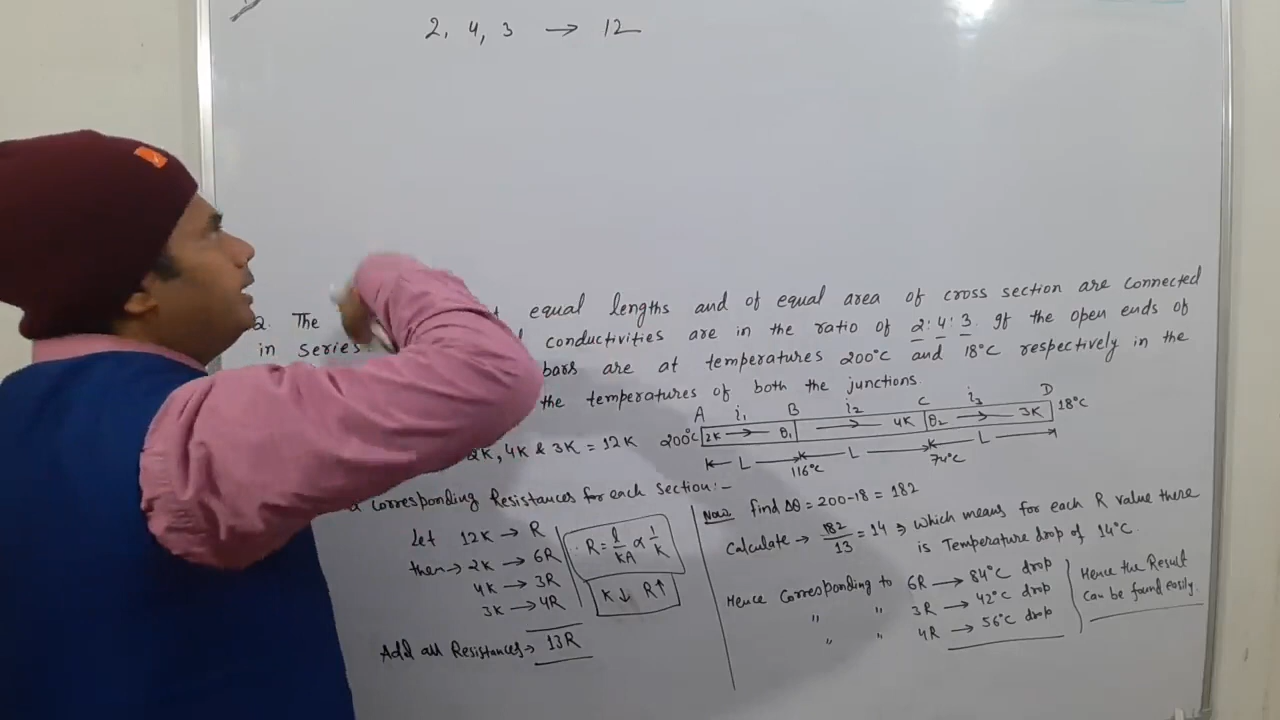 2, 4, 3 → 12
2. The equal lengths and of equal area of cross section are connected
in series. conductivities are in the ratio of 2:4:3. If the open ends of
bars are at temperatures 200°C and 18°C respectively in the
the temperatures of both the junctions.
A i₁ B i₂ C i₃ D
200°C 2K → θ₁ → 4K θ₂ → 3K 18°C
L L L
116°C 74°C
2K, 4K & 3K = 12K
Corresponding Resistances for each section:-
Let 12K → R
then → 2K → 6R
4K → 3R
3K → 4R
Add all Resistances → 13R
∴ R = l/kA ∝ 1/K
K↓ R↑
Now find Δθ = 200-18 = 182
Calculate → 182/13 = 14 ⇒ which means for each R value there
is Temperature drop of 14°C.
Hence Corresponding to 6R → 84°C drop
" " 3R → 42°C drop
" " 4R → 56°C drop
Hence the Result
Can be found easily.